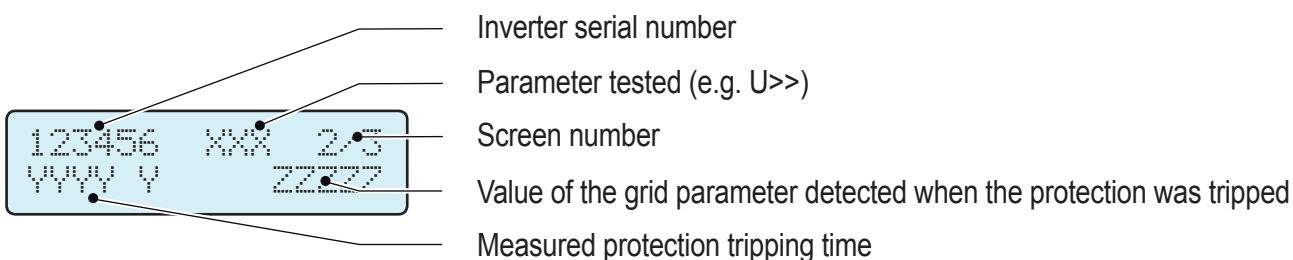 Inverter serial number
Parameter tested (e.g. U>>)
123456 XXX 2/3
Screen number
YYYY Y ZZZZZ
Value of the grid parameter detected when the protection was tripped
Measured protection tripping time